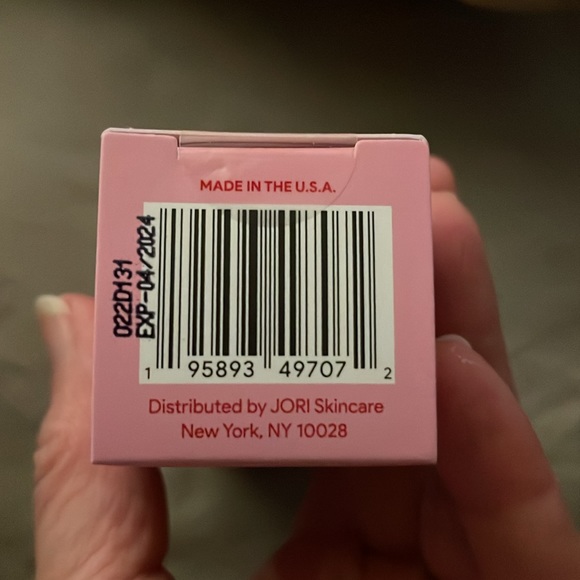 MADE IN THE U.S.A.
022D131
EXP-04/2024
1 95893 49707 2
Distributed by JORI Skincare
New York, NY 10028